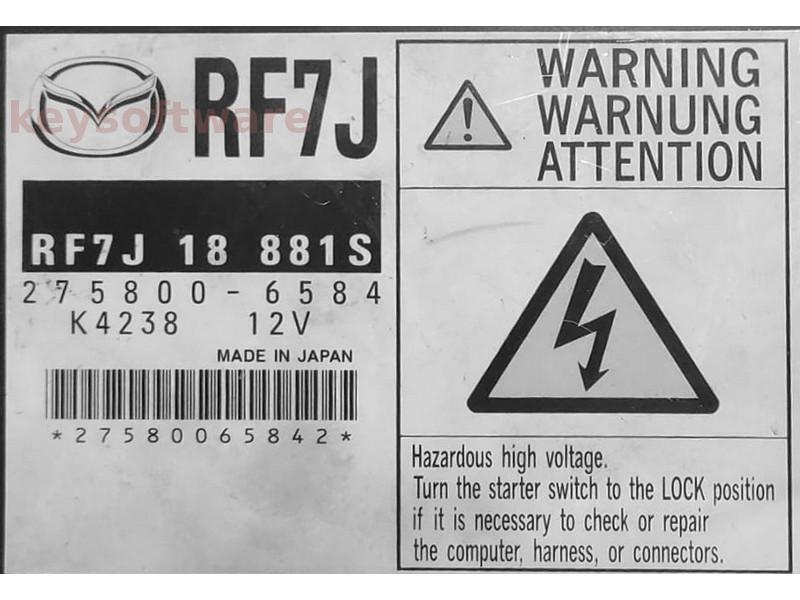 RF7J
keysoftware
RF7J 18 881S
275800-6584
K4238 12V
MADE IN JAPAN
*27580065842*
WARNING
WARNUNG
ATTENTION
Hazardous high voltage.
Turn the starter switch to the LOCK position
if it is necessary to check or repair
the computer, harness, or connectors.